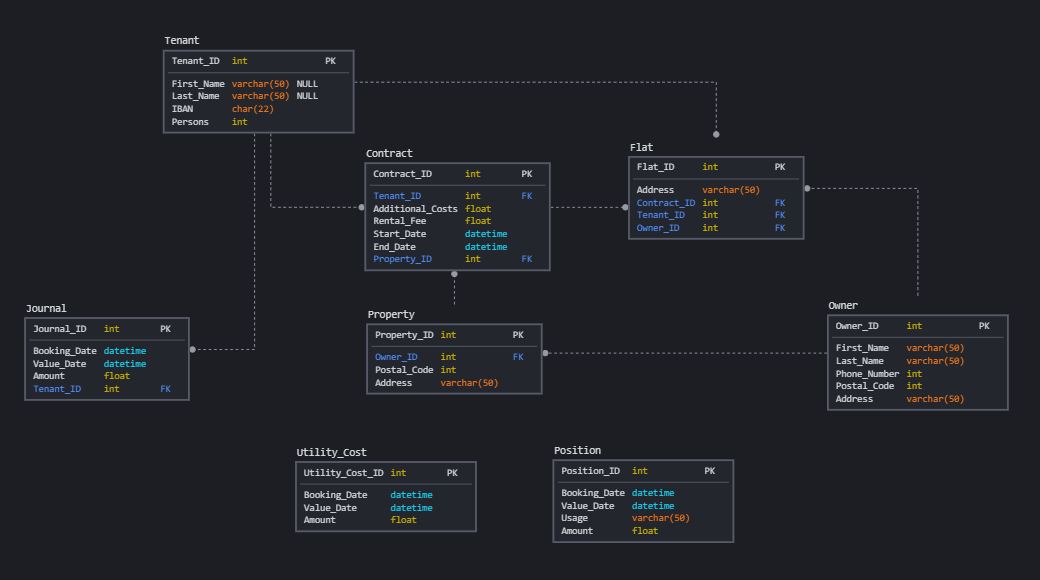 Tenant
Tenant_ID int PK
First_Name varchar(50) NULL
Last_Name varchar(50) NULL
IBAN char(22)
Persons int
Contract
Contract_ID int PK
Tenant_ID int FK
Additional_Costs float
Rental_Fee float
Start_Date datetime
End_Date datetime
Property_ID int FK
Flat
Flat_ID int PK
Address varchar(50)
Contract_ID int FK
Tenant_ID int FK
Owner_ID int FK
Journal
Journal_ID int PK
Booking_Date datetime
Value_Date datetime
Amount float
Tenant_ID int FK
Property
Property_ID int PK
Owner_ID int FK
Postal_Code int
Address varchar(50)
Owner
Owner_ID int PK
First_Name varchar(50)
Last_Name varchar(50)
Phone_Number int
Postal_Code int
Address varchar(50)
Utility_Cost
Utility_Cost_ID int PK
Booking_Date datetime
Value_Date datetime
Amount float
Position
Position_ID int PK
Booking_Date datetime
Value_Date datetime
Usage varchar(50)
Amount float